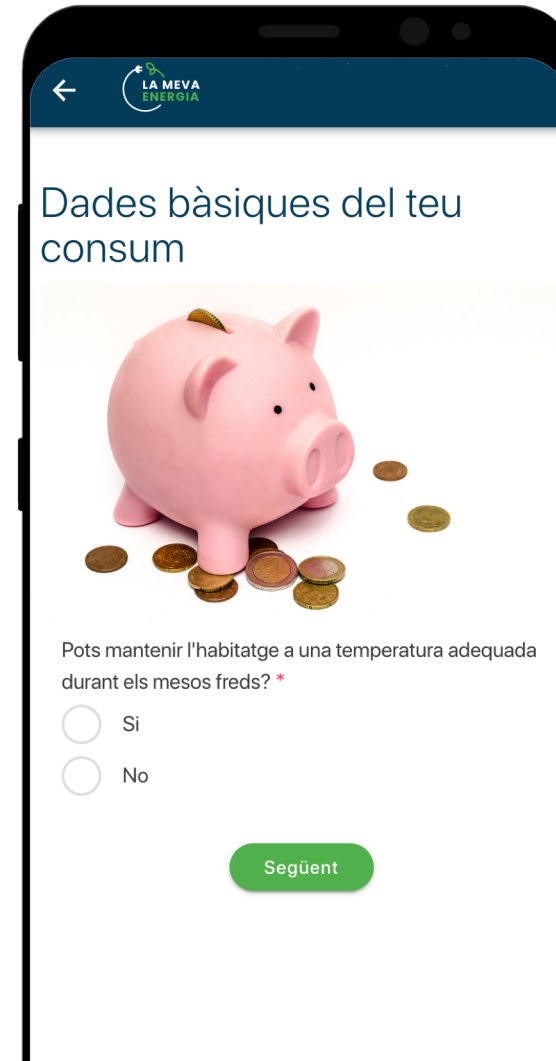 LA MEVA
ENERGIA
Dades bàsiques del teu
consum
Pots mantenir l'habitatge a una temperatura adequada
durant els mesos freds? *
Si
No
Següent